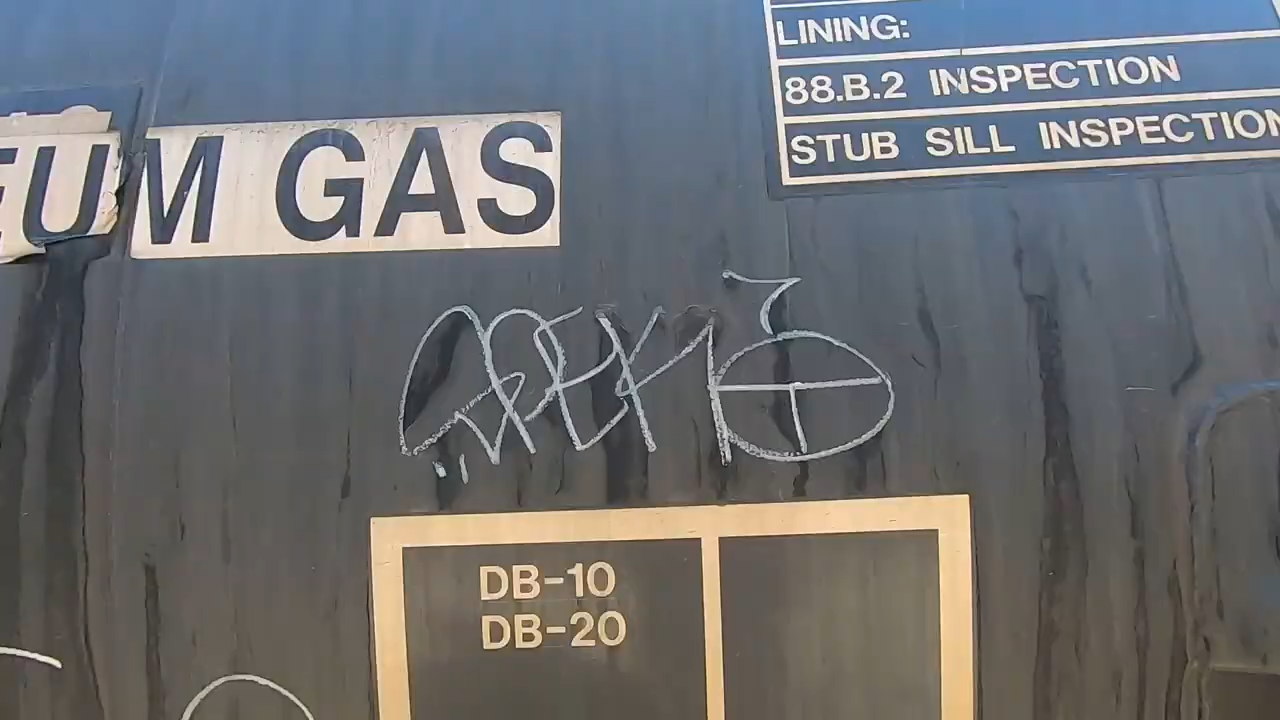 LINING:
88.B.2 INSPECTION
STUB SILL INSPECTION
EUM GAS
DB-10
DB-20